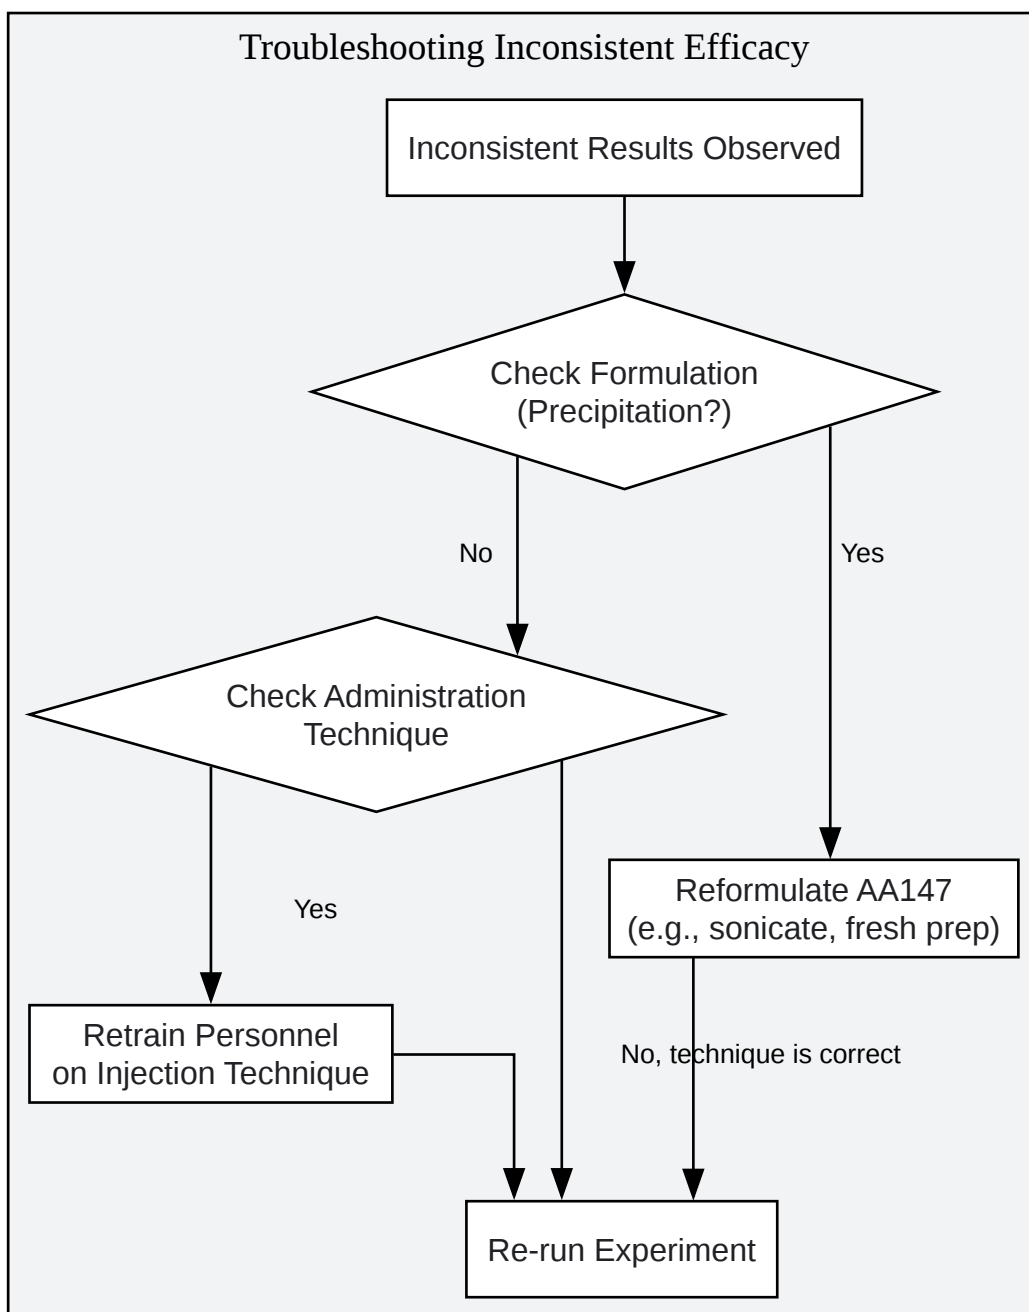 Troubleshooting Inconsistent Efficacy
Inconsistent Results Observed
Check Formulation
(Precipitation?)
No
Yes
Check Administration
Technique
Reformulate AA147
(e.g., sonicate, fresh prep)
Yes
Retrain Personnel
on Injection Technique
No, technique is correct
Re-run Experiment